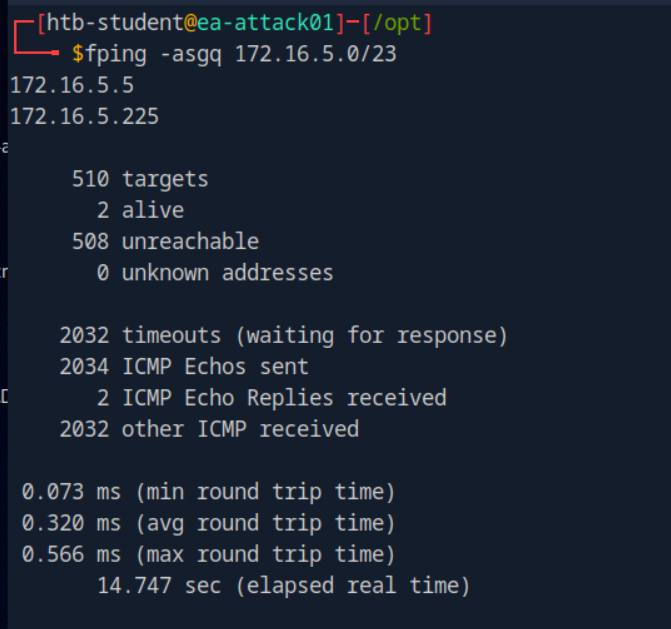 ┌─[htb-student@ea-attack01]─[/opt]
└──╼ $fping -asgq 172.16.5.0/23
172.16.5.5
172.16.5.225
510 targets
2 alive
508 unreachable
0 unknown addresses
2032 timeouts (waiting for response)
2034 ICMP Echos sent
2 ICMP Echo Replies received
2032 other ICMP received
0.073 ms (min round trip time)
0.320 ms (avg round trip time)
0.566 ms (max round trip time)
14.747 sec (elapsed real time)